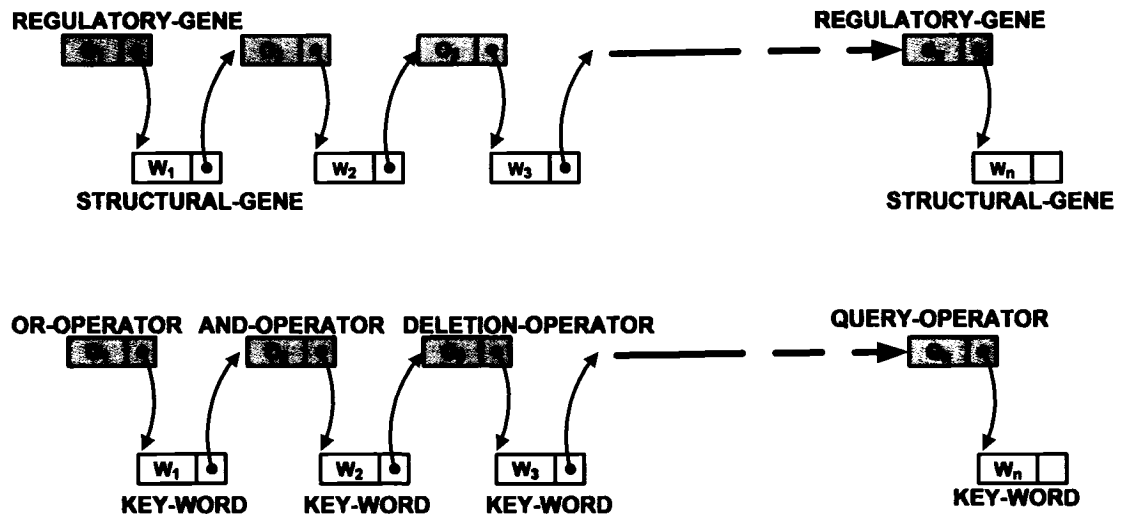 REGULATORY-GENE REGULATORY-GENE
W₁ W₂ W₃ Wₙ
STRUCTURAL-GENE STRUCTURAL-GENE
OR-OPERATOR AND-OPERATOR DELETION-OPERATOR QUERY-OPERATOR
W₁ W₂ W₃ Wₙ
KEY-WORD KEY-WORD KEY-WORD KEY-WORD